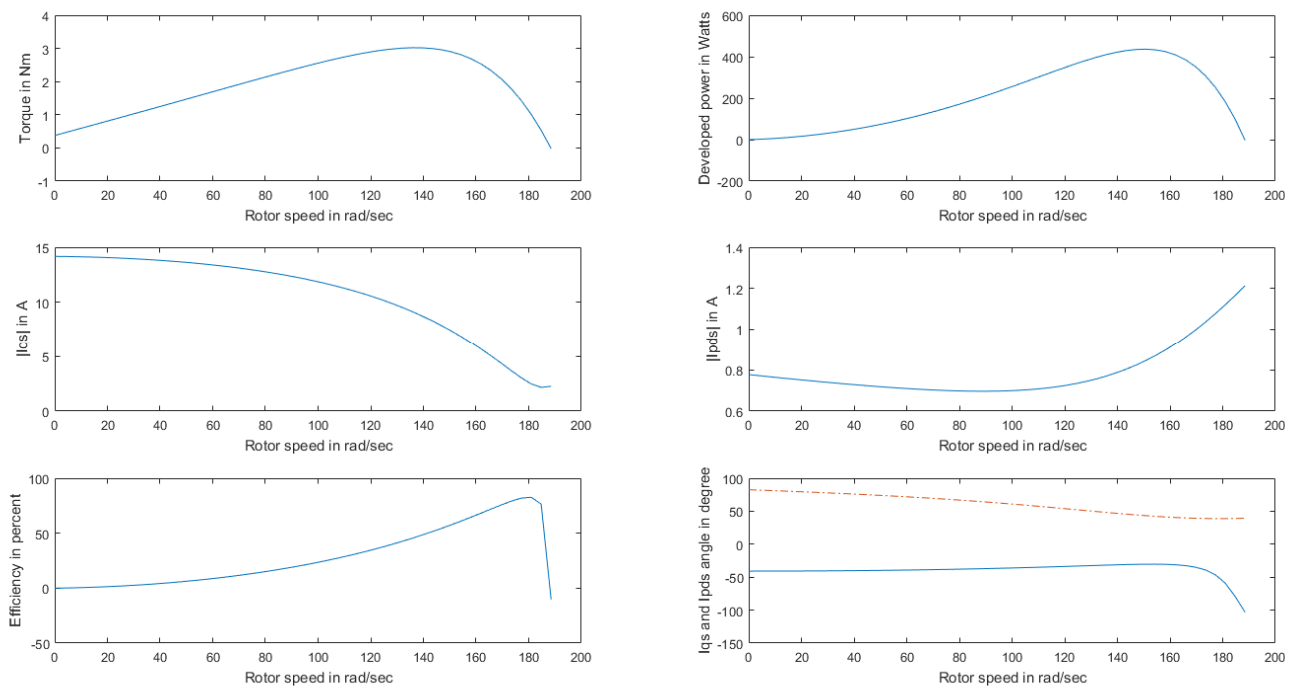 4
3
2
1
0
-1
Torque in Nm
0 20 40 60 80 100 120 140 160 180 200
Rotor speed in rad/sec
600
400
200
0
-200
Developed power in Watts
0 20 40 60 80 100 120 140 160 180 200
Rotor speed in rad/sec
15
10
5
0
|Ics| in A
0 20 40 60 80 100 120 140 160 180 200
Rotor speed in rad/sec
1.4
1.2
1
0.8
0.6
|Ipds| in A
0 20 40 60 80 100 120 140 160 180 200
Rotor speed in rad/sec
100
50
0
-50
Efficiency in percent
0 20 40 60 80 100 120 140 160 180 200
Rotor speed in rad/sec
100
50
0
-50
-100
-150
Iqs and Ipds angle in degree
0 20 40 60 80 100 120 140 160 180 200
Rotor speed in rad/sec